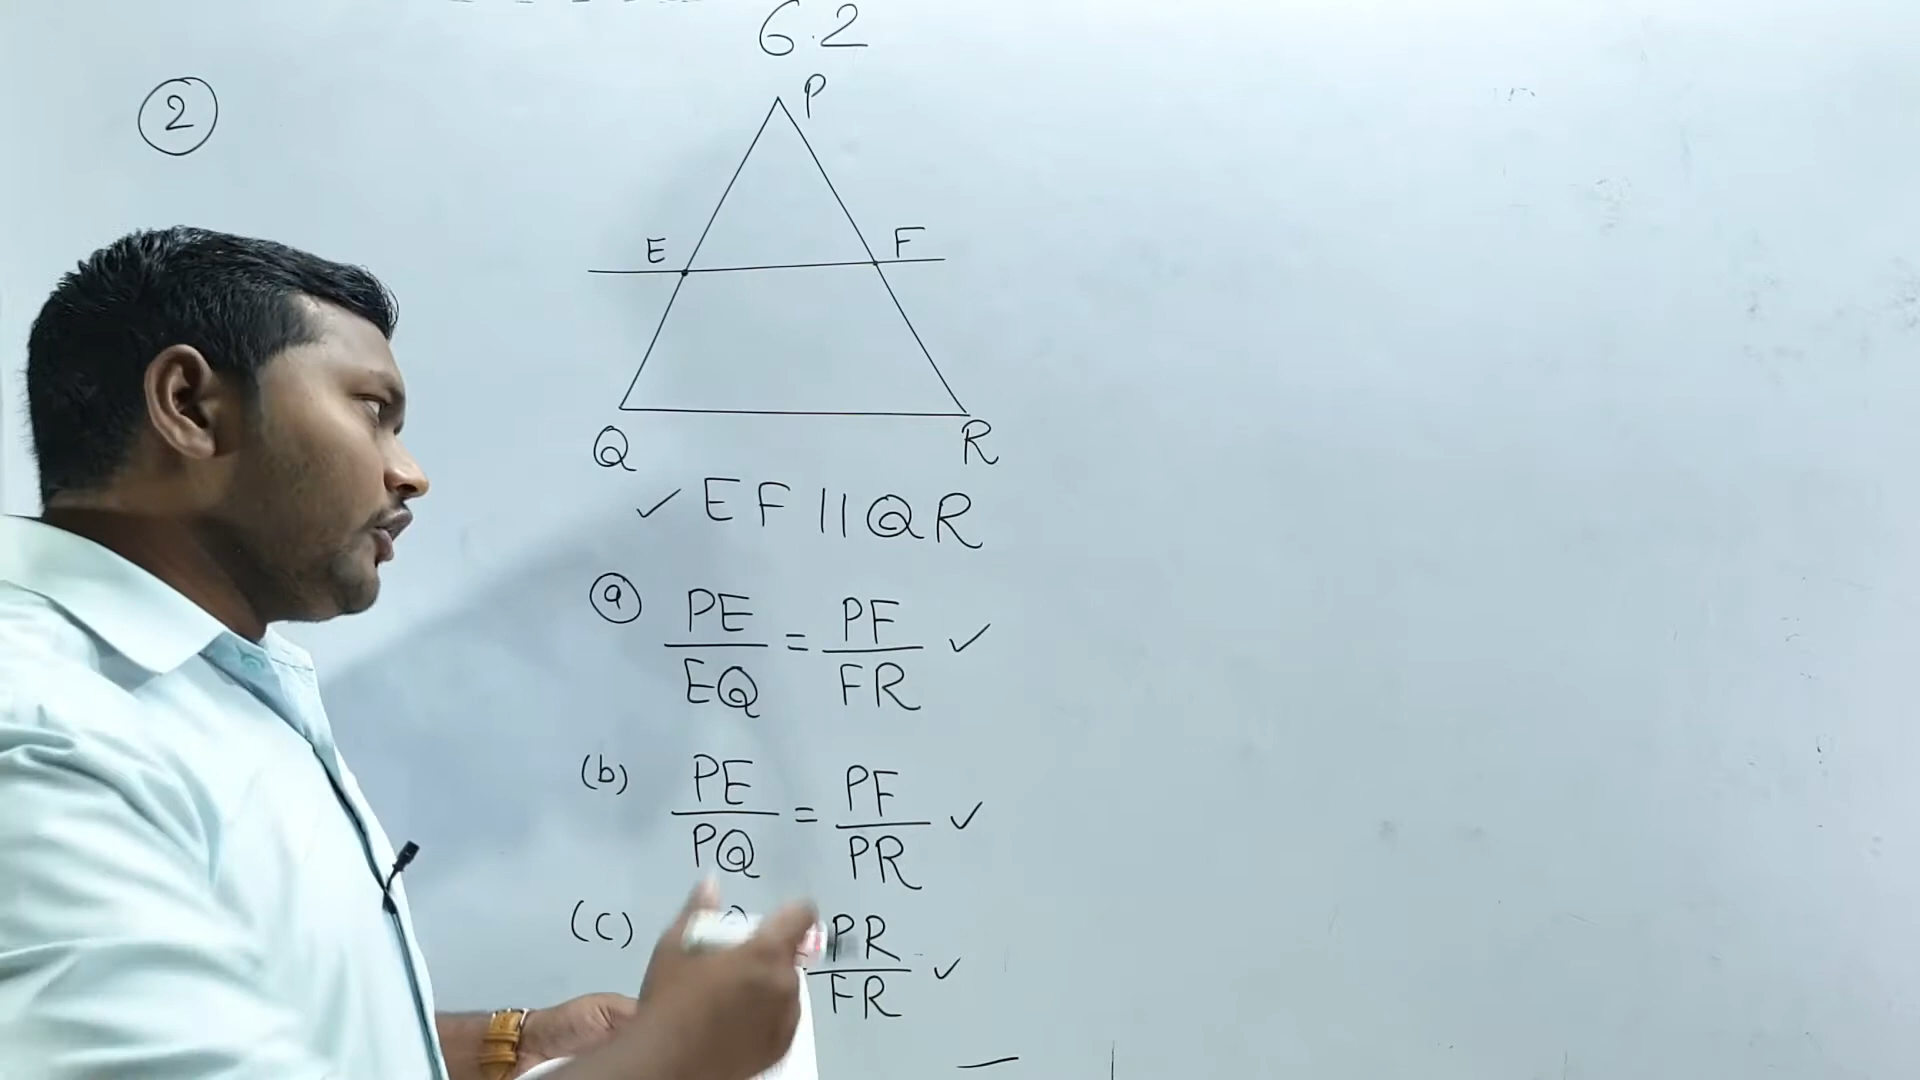 6.2
2
P
E F
Q R
✓ EF || QR
(a) PE/EQ = PF/FR ✓
(b) PE/PQ = PF/PR ✓
(c) PR/FR ✓